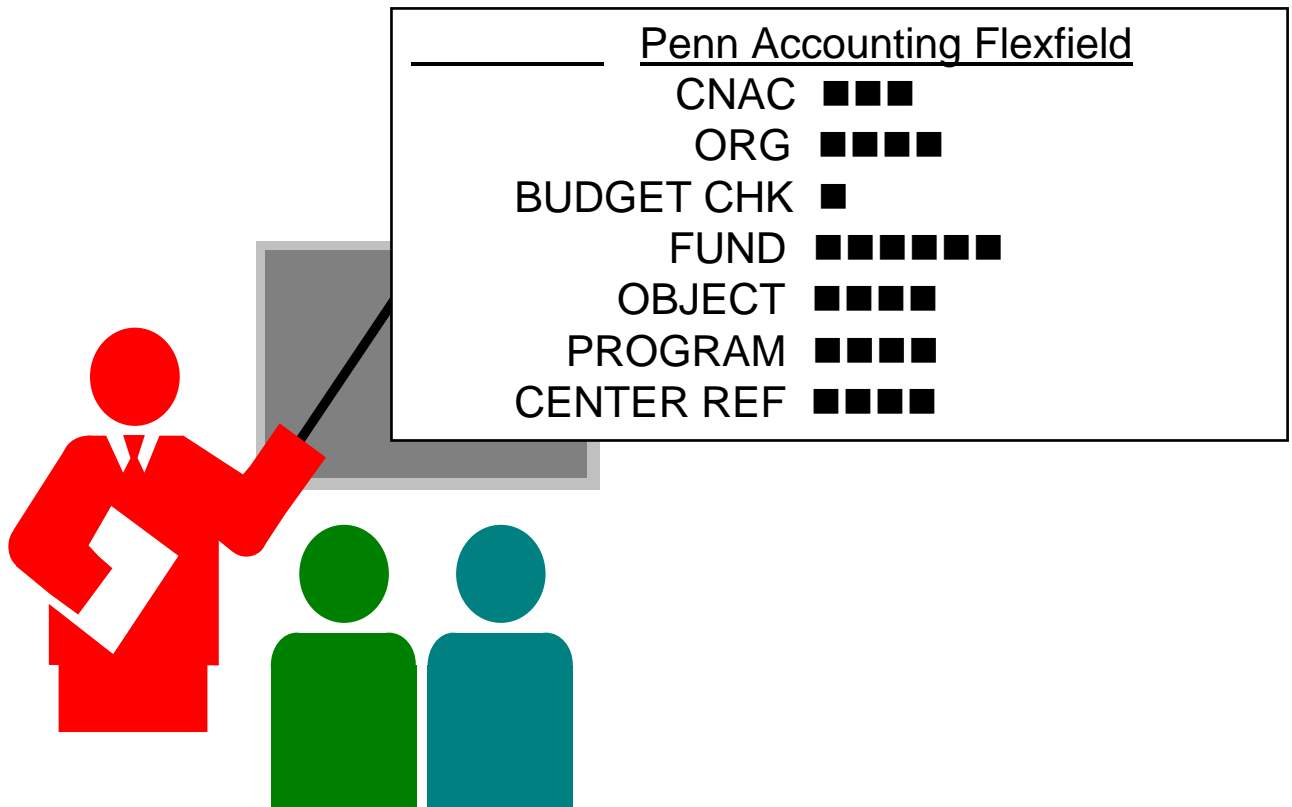 Penn Accounting Flexfield
CNAC ■■■
ORG ■■■■
BUDGET CHK ■
FUND ■■■■■■
OBJECT ■■■■
PROGRAM ■■■■
CENTER REF ■■■■